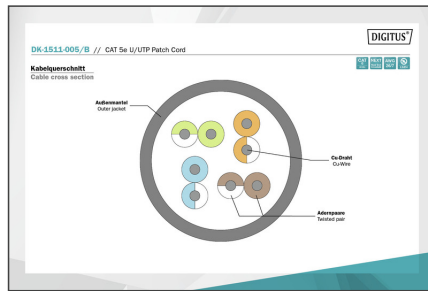 DIGITUS®
DK-1511-005/B // CAT 5e U/UTP Patch Cord
Kabelquerschnitt
Cable cross section
Außenmantel
Outer jacket
Cu-Draht
Cu-Wire
Adernpaare
Twisted pair